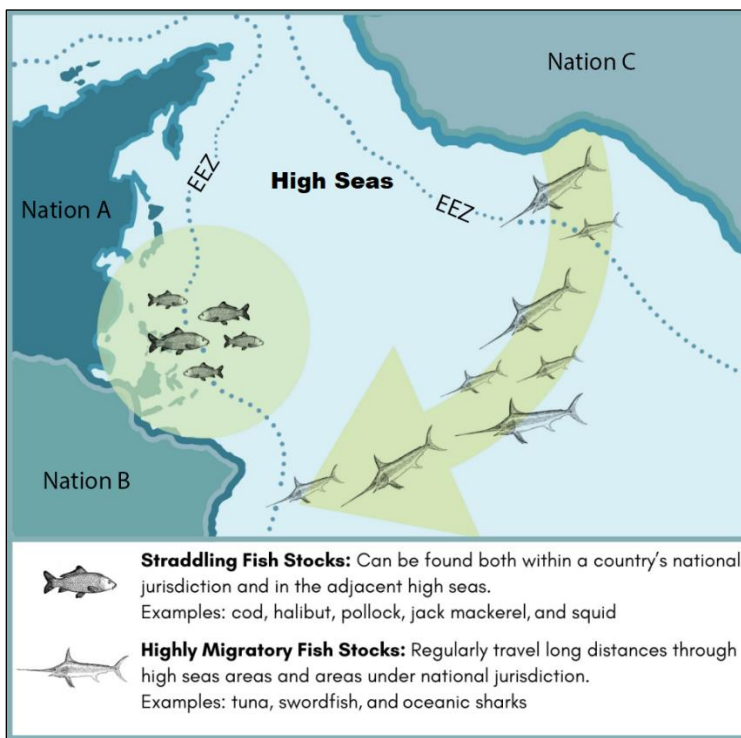 Nation C
EEZ
High Seas
EEZ
Nation A
Nation B
Straddling Fish Stocks: Can be found both within a country's national
jurisdiction and in the adjacent high seas.
Examples: cod, halibut, pollock, jack mackerel, and squid
Highly Migratory Fish Stocks: Regularly travel long distances through
high seas areas and areas under national jurisdiction.
Examples: tuna, swordfish, and oceanic sharks